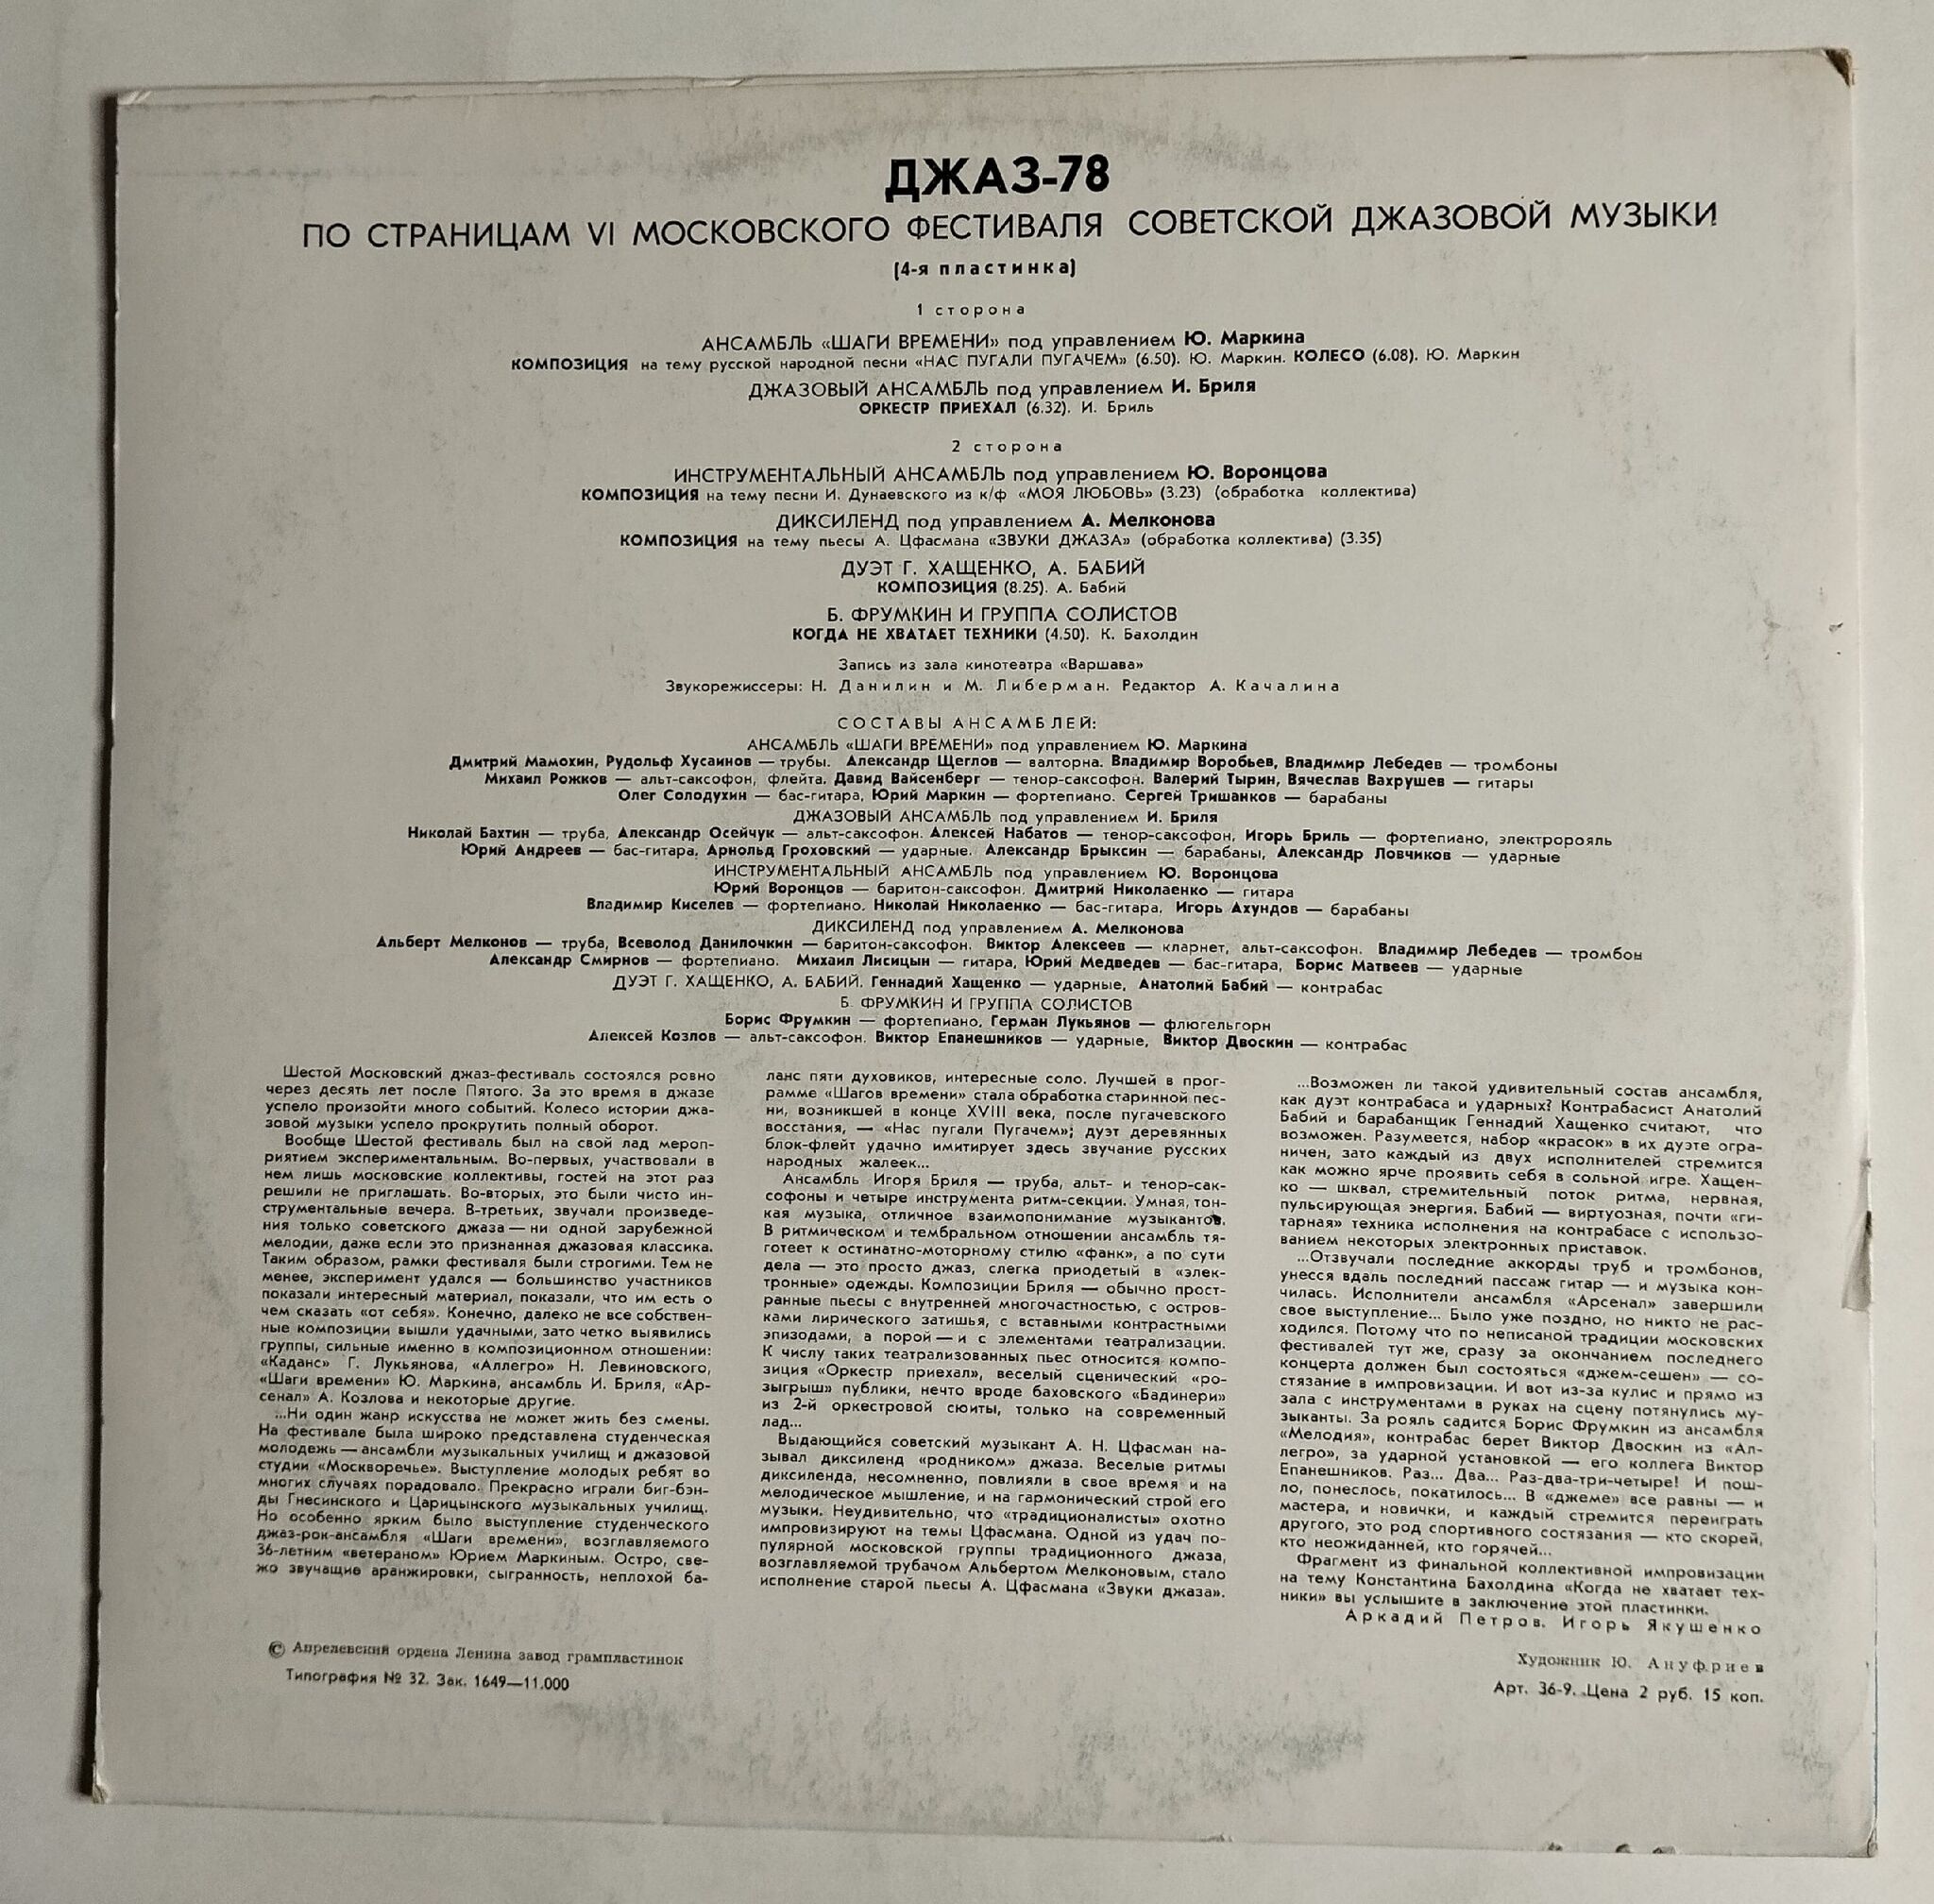 ДЖАЗ-78
ПО СТРАНИЦАМ VI МОСКОВСКОГО ФЕСТИВАЛЯ СОВЕТСКОЙ ДЖАЗОВОЙ МУЗЫКИ
(4-я пластинка)
1 сторона
АНСАМБЛЬ «ШАГИ ВРЕМЕНИ» под управлением Ю. Маркина
КОМПОЗИЦИЯ на тему русской народной песни «НАС ПУГАЛИ ПУГАЧЕМ» (6.50). Ю. Маркин. КОЛЕСО (6.08). Ю. Маркин
ДЖАЗОВЫЙ АНСАМБЛЬ под управлением И. Бриля
ОРКЕСТР ПРИЕХАЛ (6.32). И. Бриль
2 сторона
ИНСТРУМЕНТАЛЬНЫЙ АНСАМБЛЬ под управлением Ю. Воронцова
КОМПОЗИЦИЯ на тему песни И. Дунаевского из к/ф «МОЯ ЛЮБОВЬ» (3.23) (обработка коллектива)
ДИКСИЛЕНД под управлением А. Мелконова
КОМПОЗИЦИЯ на тему пьесы А. Цфасмана «ЗВУКИ ДЖАЗА» (обработка коллектива) (3.35)
ДУЭТ Г. ХАЩЕНКО, А. БАБИЙ
КОМПОЗИЦИЯ (8.25). А. Бабий
Б. ФРУМКИН И ГРУППА СОЛИСТОВ
КОГДА НЕ ХВАТАЕТ ТЕХНИКИ (4.50). К. Бахолдин
Запись из зала кинотеатра «Варшава»
Звукорежиссеры: Н. Данилин и М. Либерман. Редактор А. Качалина
СОСТАВЫ АНСАМБЛЕЙ:
АНСАМБЛЬ «ШАГИ ВРЕМЕНИ» под управлением Ю. Маркина
Дмитрий Мамохин, Рудольф Хусаинов — трубы. Александр Щеглов — валторна. Владимир Воробьев, Владимир Лебедев — тромбоны
Михаил Рожков — альт-саксофон, флейта. Давид Вайсенберг — тенор-саксофон. Валерий Тырин, Вячеслав Вахрушев — гитары
Олег Солодухин — бас-гитара, Юрий Маркин — фортепиано. Сергей Тришанков — барабаны
ДЖАЗОВЫЙ АНСАМБЛЬ под управлением И. Бриля
Николай Бахтин — труба, Александр Осейчук — альт-саксофон. Алексей Набатов — тенор-саксофон, Игорь Бриль — фортепиано, электророяль
Юрий Андреев — бас-гитара, Арнольд Гроховский — ударные. Александр Брыксин — барабаны, Александр Ловчиков — ударные
ИНСТРУМЕНТАЛЬНЫЙ АНСАМБЛЬ под управлением Ю. Воронцова
Юрий Воронцов — баритон-саксофон. Дмитрий Николаенко — гитара
Владимир Киселев — фортепиано. Николай Николаенко — бас-гитара, Игорь Ахундов — барабаны
ДИКСИЛЕНД под управлением А. Мелконова
Альберт Мелконов — труба, Всеволод Данилочкин — баритон-саксофон. Виктор Алексеев — кларнет, альт-саксофон. Владимир Лебедев — тромбон
Александр Смирнов — фортепиано. Михаил Лисицын — гитара, Юрий Медведев — бас-гитара, Борис Матвеев — ударные
ДУЭТ Г. ХАЩЕНКО, А. БАБИЙ. Геннадий Хащенко — ударные, Анатолий Бабий — контрабас
Б. ФРУМКИН И ГРУППА СОЛИСТОВ
Борис Фрумкин — фортепиано, Герман Лукьянов — флюгельгорн
Алексей Козлов — альт-саксофон. Виктор Епанешников — ударные, Виктор Двоскин — контрабас
Шестой Московский джаз-фестиваль состоялся ровно
через десять лет после Пятого. За это время в джазе
успело произойти много событий. Колесо истории джа-
зовой музыки успело прокрутить полный оборот.
Вообще Шестой фестиваль был на свой лад мероп-
риятием экспериментальным. Во-первых, участвовали в
нем лишь московские коллективы, гостей на этот раз
решили не приглашать. Во-вторых, это были чисто ин-
струментальные вечера. В-третьих, звучали произведе-
ния только советского джаза — ни одной зарубежной
мелодии, даже если это признанная джазовая классика.
Таким образом, рамки фестиваля были строгими. Тем не
менее, эксперимент удался — большинство участников
показали интересный материал, показали, что им есть о
чем сказать «от себя». Конечно, далеко не все собствен-
ные композиции вышли удачными, зато четко выявились
группы, сильные именно в композиционном отношении:
«Каданс» Г. Лукьянова, «Аллегро» Н. Левиновского,
«Шаги времени» Ю. Маркина, ансамбль И. Бриля, «Ар-
сенал» А. Козлова и некоторые другие.
...Ни один жанр искусства не может жить без смены.
На фестивале была широко представлена студенческая
молодежь — ансамбли музыкальных училищ и джазовой
студии «Москворечье». Выступление молодых ребят во
многих случаях порадовало. Прекрасно играли биг-бэн-
ды Гнесинского и Царицынского музыкальных училищ.
Но особенно ярким было выступление студенческого
джаз-рок-ансамбля «Шаги времени», возглавляемого
36-летним «ветераном» Юрием Маркиным. Остро, све-
жо звучащие аранжировки, сыгранность, неплохой ба-
ланс пяти духовиков, интересные соло. Лучшей в прог-
рамме «Шагов времени» стала обработка старинной пес-
ни, возникшей в конце XVIII века, после пугачевского
восстания, — «Нас пугали Пугачем»; дуэт деревянных
блок-флейт удачно имитирует здесь звучание русских
народных жалеек...
Ансамбль Игоря Бриля — труба, альт- и тенор-сак-
софоны и четыре инструмента ритм-секции. Умная, тон-
кая музыка, отличное взаимопонимание музыкантов.
В ритмическом и тембральном отношении ансамбль тя-
готеет к остинатно-моторному стилю «фанк», а по сути
дела — это просто джаз, слегка приодетый в «элек-
тронные» одежды. Композиции Бриля — обычно прост-
ранные пьесы с внутренней многочастностью, с остров-
ками лирического затишья, с вставными контрастными
эпизодами, а порой — и с элементами театрализации.
К числу таких театрализованных пьес относится компо-
зиция «Оркестр приехал», веселый сценический «ро-
зыгрыш» публики, нечто вроде баховского «Бадинери»
из 2-й оркестровой сюиты, только на современный
лад...
Выдающийся советский музыкант А. Н. Цфасман на-
зывал диксиленд «родником» джаза. Веселые ритмы
диксиленда, несомненно, повлияли в свое время и на
мелодическое мышление, и на гармонический строй его
музыки. Неудивительно, что «традиционалисты» охотно
импровизируют на темы Цфасмана. Одной из удач по-
пулярной московской группы традиционного джаза,
возглавляемой трубачом Альбертом Мелконовым, стало
исполнение старой пьесы А. Цфасмана «Звуки джаза».
...Возможен ли такой удивительный состав ансамбля,
как дуэт контрабаса и ударных? Контрабасист Анатолий
Бабий и барабанщик Геннадий Хащенко считают, что
возможен. Разумеется, набор «красок» в их дуэте огра-
ничен, зато каждый из двух исполнителей стремится
как можно ярче проявить себя в сольной игре. Хащен-
ко — шквал, стремительный поток ритма, нервная,
пульсирующая энергия. Бабий — виртуозная, почти «ги-
тарная» техника исполнения на контрабасе с использо-
ванием некоторых электронных приставок.
...Отзвучали последние аккорды труб и тромбонов,
унесся вдаль последний пассаж гитар — и музыка кон-
чилась. Исполнители ансамбля «Арсенал» завершили
свое выступление... Было уже поздно, но никто не рас-
ходился. Потому что по неписаной традиции московских
фестивалей тут же, сразу за окончанием последнего
концерта должен был состояться «джем-сешен» — со-
стязание в импровизации. И вот из-за кулис и прямо из
зала с инструментами в руках на сцену потянулись му-
зыканты. За рояль садится Борис Фрумкин из ансамбля
«Мелодия», контрабас берет Виктор Двоскин из «Ал-
легро», за ударной установкой — его коллега Виктор
Епанешников. Раз... Два... Раз-два-три-четыре! И пош-
ло, понеслось, покатилось... В «джеме» все равны — и
мастера, и новички, и каждый стремится переиграть
другого, это род спортивного состязания — кто скорей,
кто неожиданней, кто горячей...
Фрагмент из финальной коллективной импровизации
на тему Константина Бахолдина «Когда не хватает тех-
ники» вы услышите в заключение этой пластинки.
Аркадий Петров. Игорь Якушенко
© Апрелевский ордена Ленина завод грампластинок
Типография № 32. Зак. 1649—11.000
Художник Ю. Ануфриев
Арт. 36-9. Цена 2 руб. 15 коп.